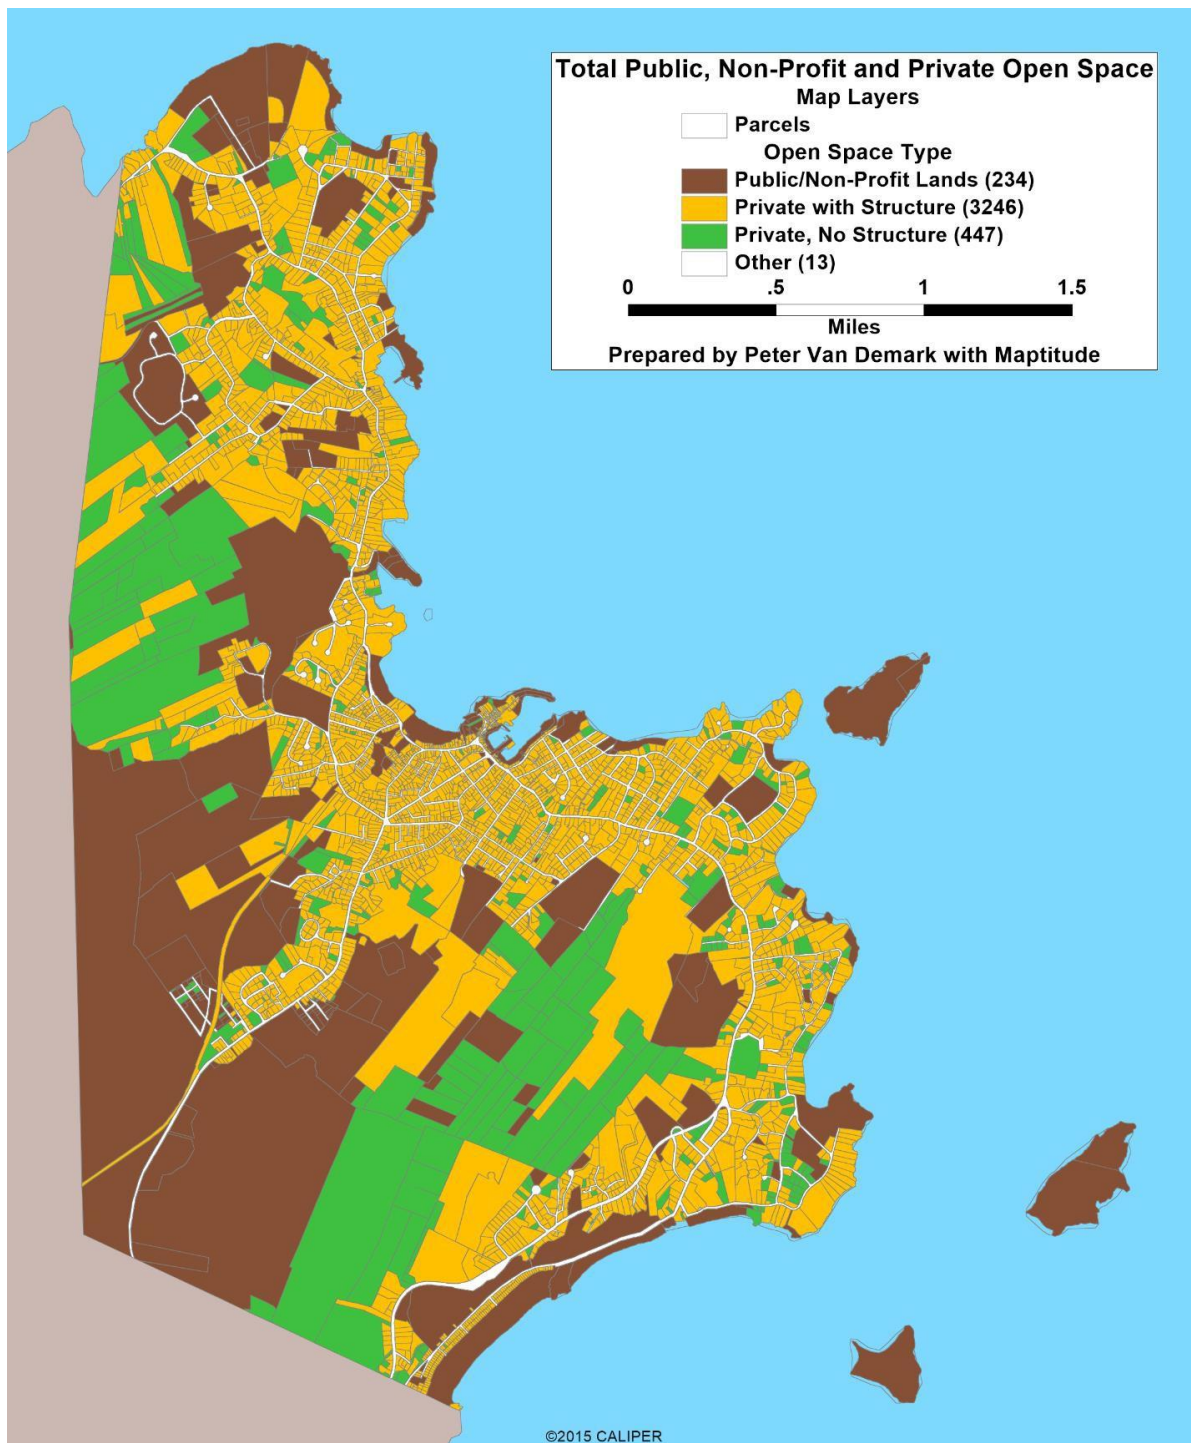 Total Public, Non-Profit and Private Open Space
Map Layers
Parcels
Open Space Type
Public/Non-Profit Lands (234)
Private with Structure (3246)
Private, No Structure (447)
Other (13)
0 .5 1 1.5
Miles
Prepared by Peter Van Demark with Maptitude
©2015 CALIPER